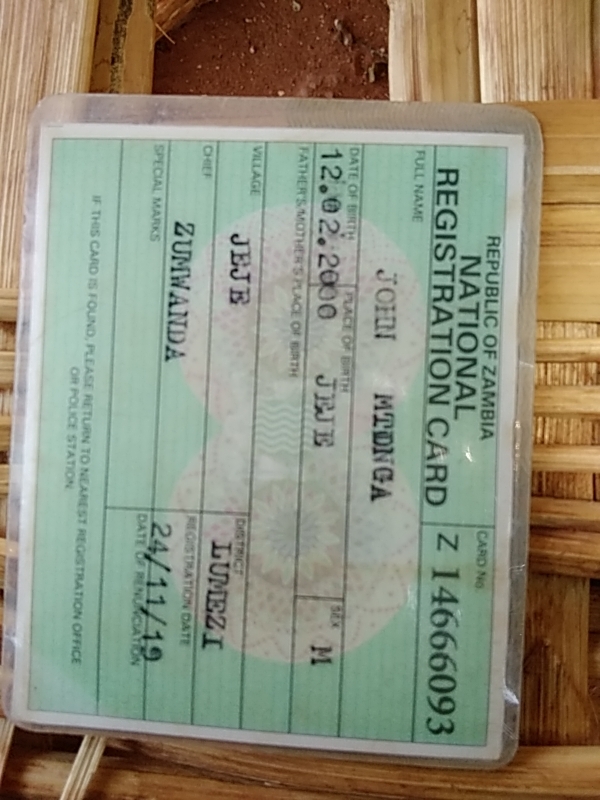 REPUBLIC OF ZAMBIA
NATIONAL
REGISTRATION CARD
CARD No.
Z 14666093
FULL NAME
JOHN MTONGA
DATE OF BIRTH
12.02.2000
PLACE OF BIRTH
JEJE
SEX
M
FATHER'S/MOTHER'S PLACE OF BIRTH
VILLAGE
JEJE
DISTRICT
LUMEZI
CHIEF
ZUMWANDA
REGISTRATION DATE
24/11/19
SPECIAL MARKS
DATE OF RENUNCIATION
IF THIS CARD IS FOUND, PLEASE RETURN TO NEAREST REGISTRATION OFFICE
OR POLICE STATION.